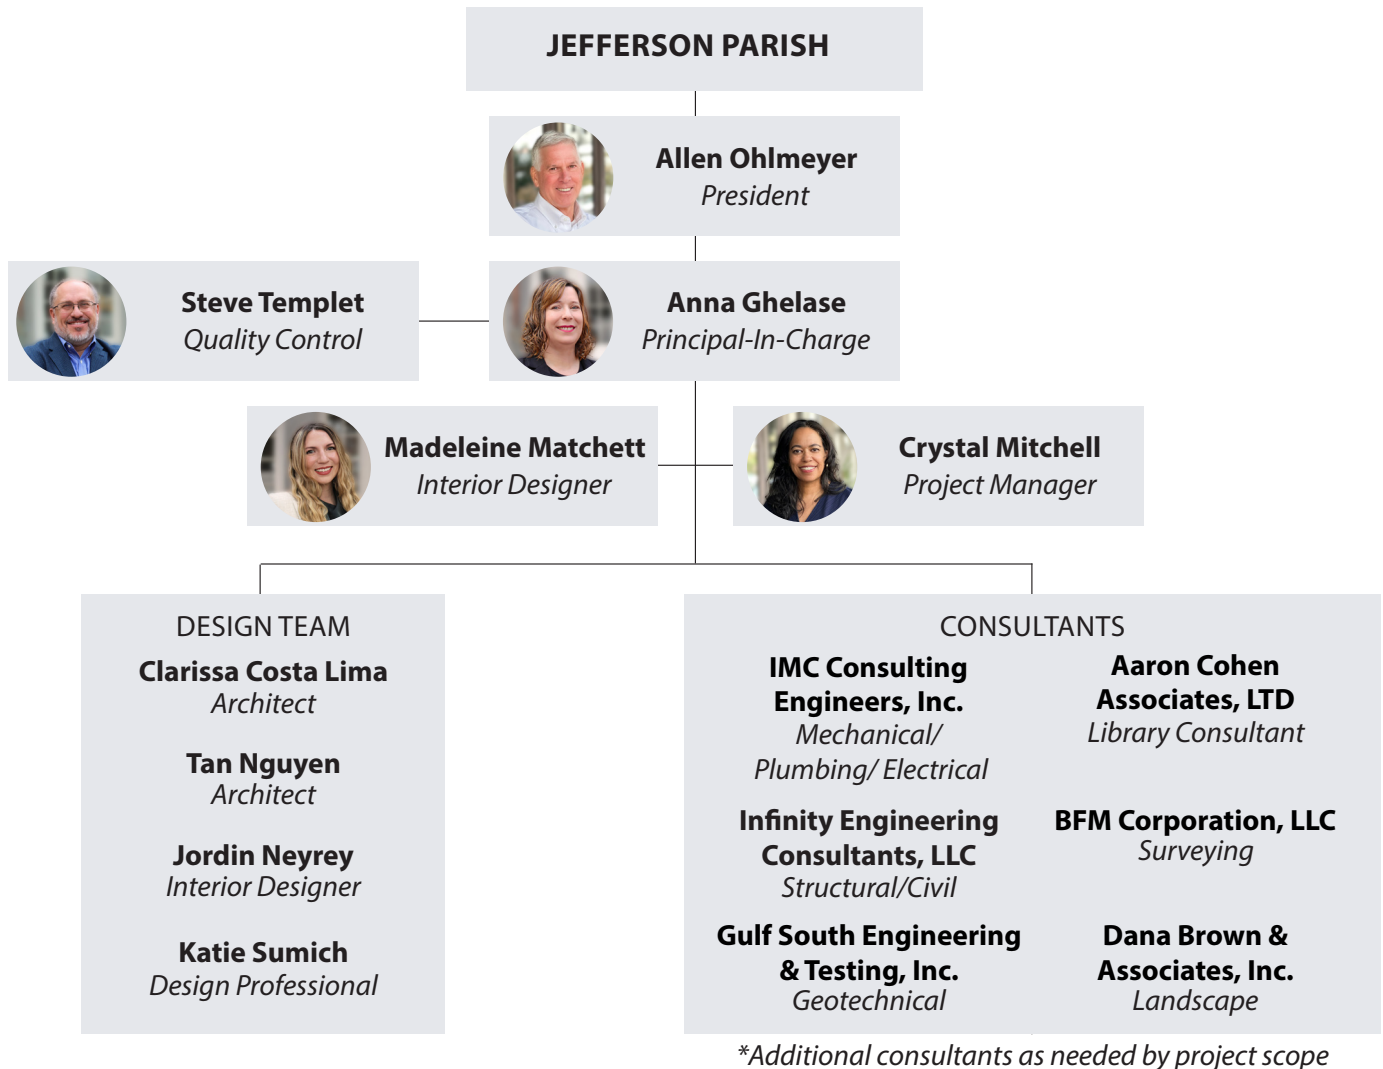 JEFFERSON PARISH
Allen Ohlmeyer
President
Steve Templet
Quality Control
Anna Ghelase
Principal-In-Charge
Madeleine Matchett
Interior Designer
Crystal Mitchell
Project Manager
DESIGN TEAM
Clarissa Costa Lima
Architect
Tan Nguyen
Architect
Jordin Neyrey
Interior Designer
Katie Sumich
Design Professional
CONSULTANTS
IMC Consulting
Engineers, Inc.
Mechanical/
Plumbing/ Electrical
Infinity Engineering
Consultants, LLC
Structural/Civil
Gulf South Engineering
& Testing, Inc.
Geotechnical
Aaron Cohen
Associates, LTD
Library Consultant
BFM Corporation, LLC
Surveying
Dana Brown &
Associates, Inc.
Landscape
*Additional consultants as needed by project scope